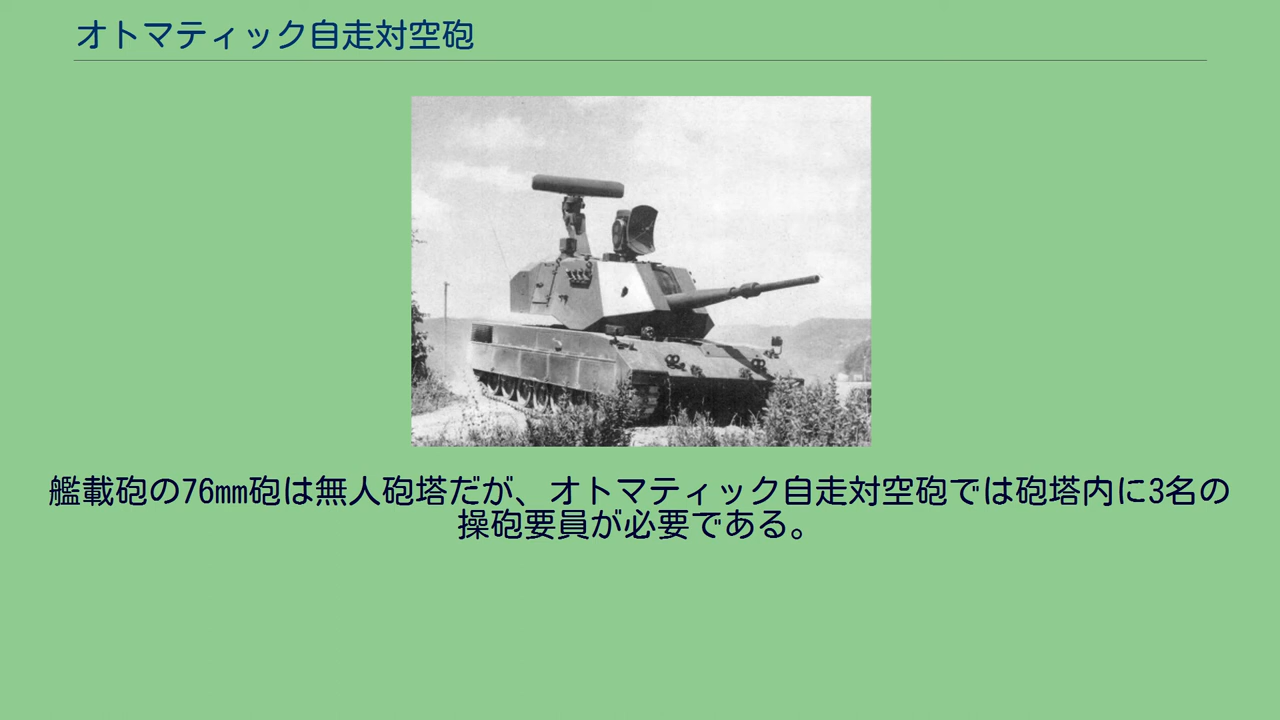 オトマティック自走対空砲
艦載砲の76mm砲は無人砲塔だが、オトマティック自走対空砲では砲塔内に3名の
操砲要員が必要である。